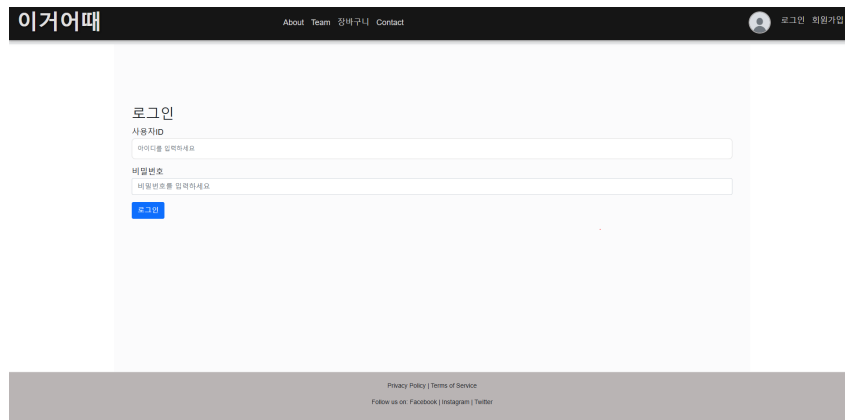 이거어때
About Team 장바구니 Contact
로그인 회원가입
로그인
사용자ID
아이디를 입력하세요
비밀번호
비밀번호를 입력하세요
로그인
Privacy Policy | Terms of Service
Follow us on: Facebook | Instagram | Twitter